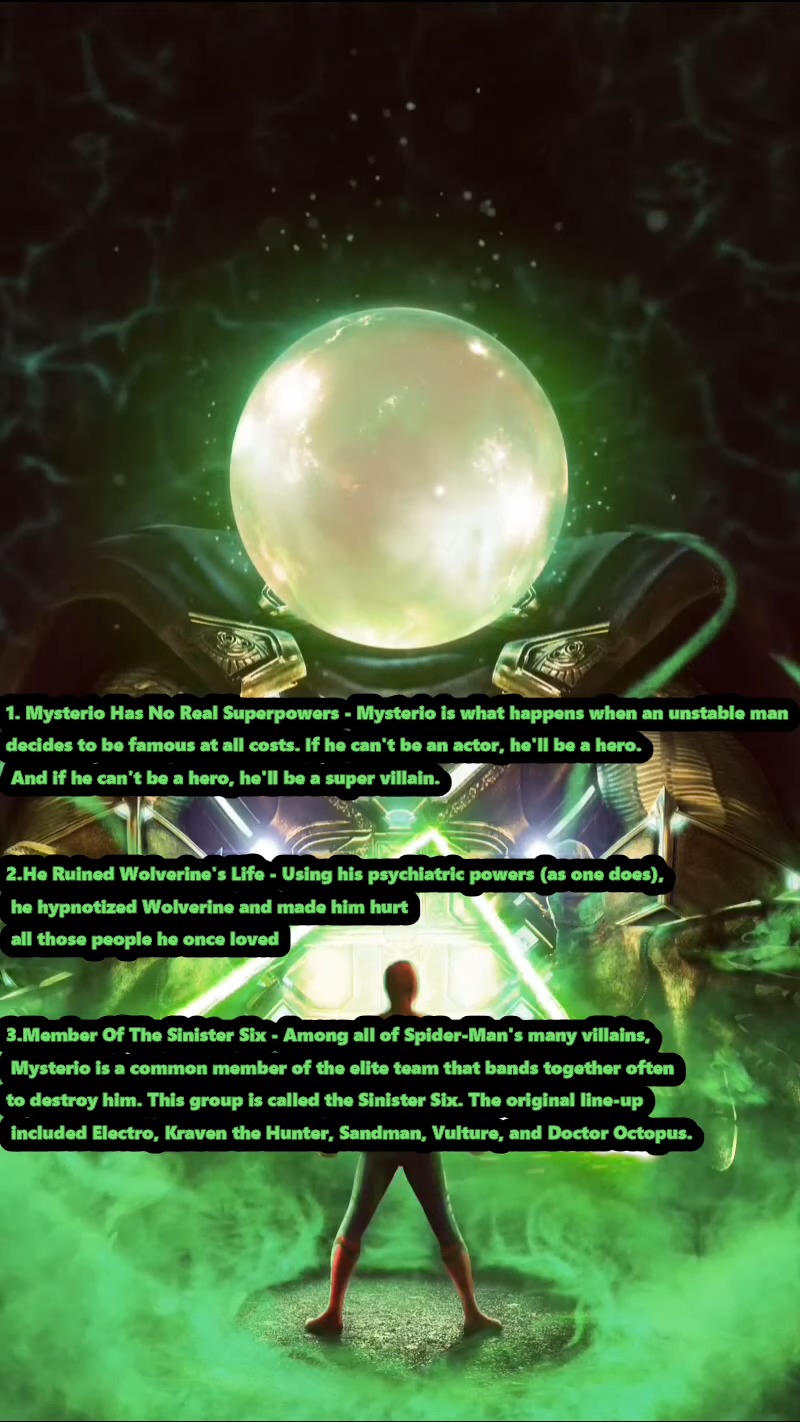 1. Mysterio Has No Real Superpowers - Mysterio is what happens when an unstable man
decides to be famous at all costs. If he can't be an actor, he'll be a hero.
And if he can't be a hero, he'll be a super villain.
2.He Ruined Wolverine's Life - Using his psychiatric powers (as one does),
he hypnotized Wolverine and made him hurt
all those people he once loved
3.Member Of The Sinister Six - Among all of Spider-Man's many villains,
Mysterio is a common member of the elite team that bands together often
to destroy him. This group is called the Sinister Six. The original line-up
included Electro, Kraven the Hunter, Sandman, Vulture, and Doctor Octopus.